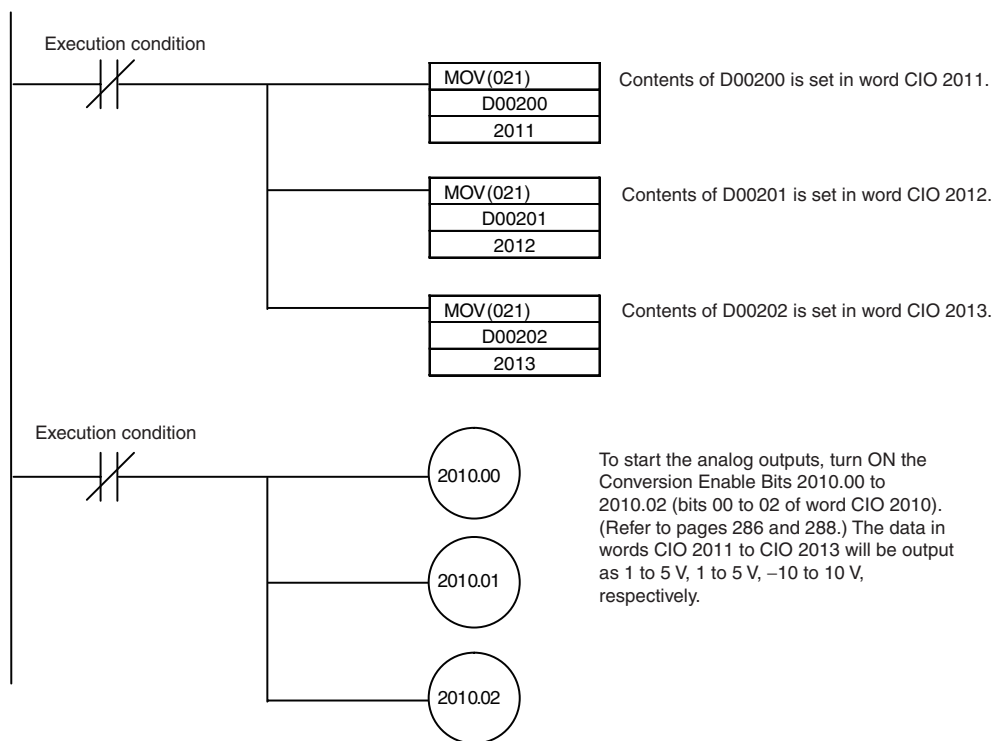 Execution condition
MOV(021)
D00200
2011
Contents of D00200 is set in word CIO 2011.
MOV(021)
D00201
2012
Contents of D00201 is set in word CIO 2012.
MOV(021)
D00202
2013
Contents of D00202 is set in word CIO 2013.
Execution condition
2010.00
2010.01
2010.02
To start the analog outputs, turn ON the
Conversion Enable Bits 2010.00 to
2010.02 (bits 00 to 02 of word CIO 2010).
(Refer to pages 286 and 288.) The data in
words CIO 2011 to CIO 2013 will be output
as 1 to 5 V, 1 to 5 V, −10 to 10 V,
respectively.